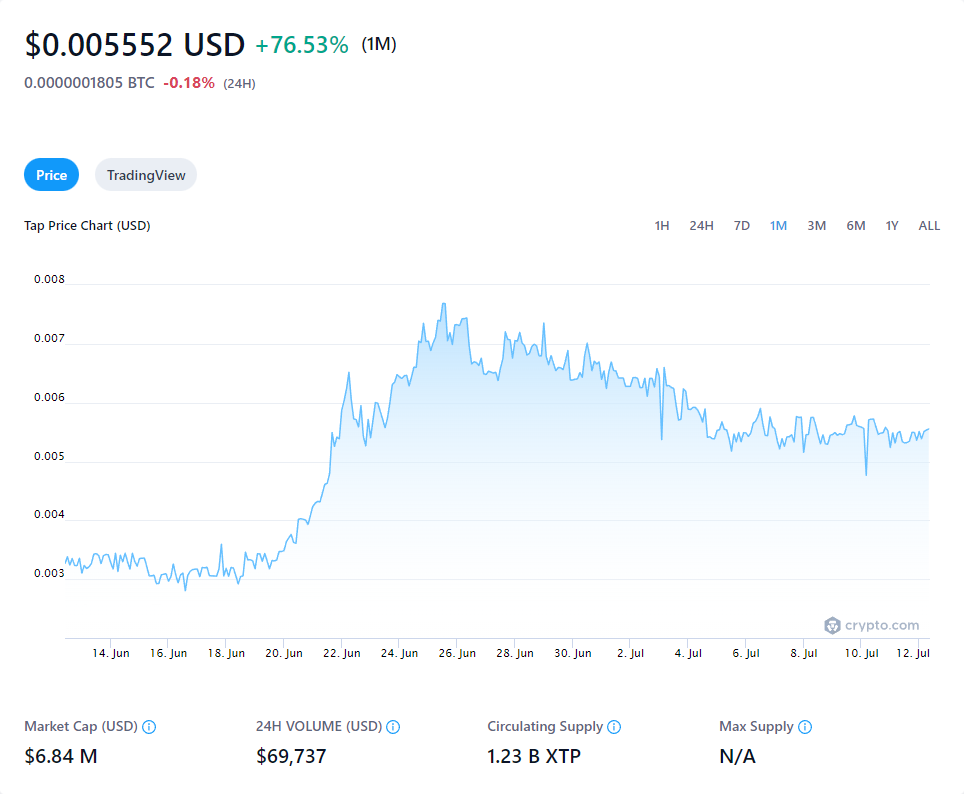 $0.005552 USD +76.53% (1M)
0.0000001805 BTC -0.18% (24H)
Price TradingView
Tap Price Chart (USD) 1H 24H 7D 1M 3M 6M 1Y ALL
0.008
0.007
0.006
0.005
0.004
0.003
crypto.com
14. Jun 16. Jun 18. Jun 20. Jun 22. Jun 24. Jun 26. Jun 28. Jun 30. Jun 2. Jul 4. Jul 6. Jul 8. Jul 10. Jul 12. Jul
Market Cap (USD) 24H VOLUME (USD) Circulating Supply Max Supply
$6.84 M $69,737 1.23 B XTP N/A